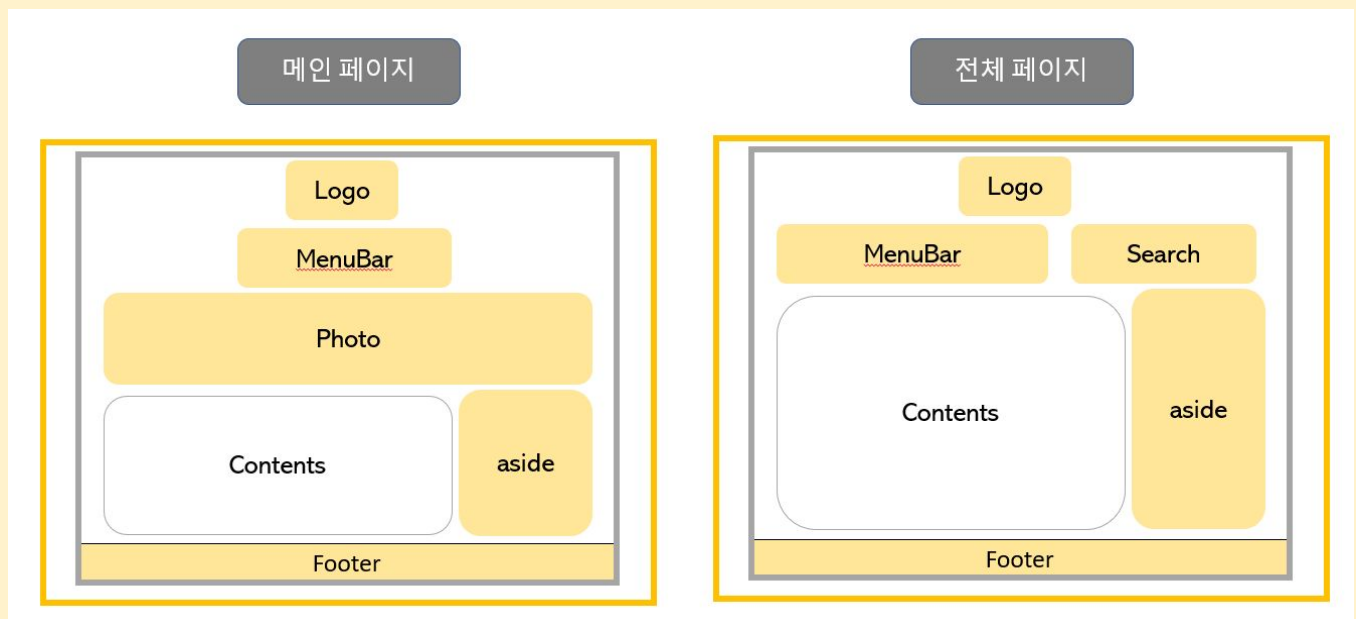 메인 페이지
Logo
MenuBar
Photo
Contents
aside
Footer
전체 페이지
Logo
MenuBar
Search
Contents
aside
Footer